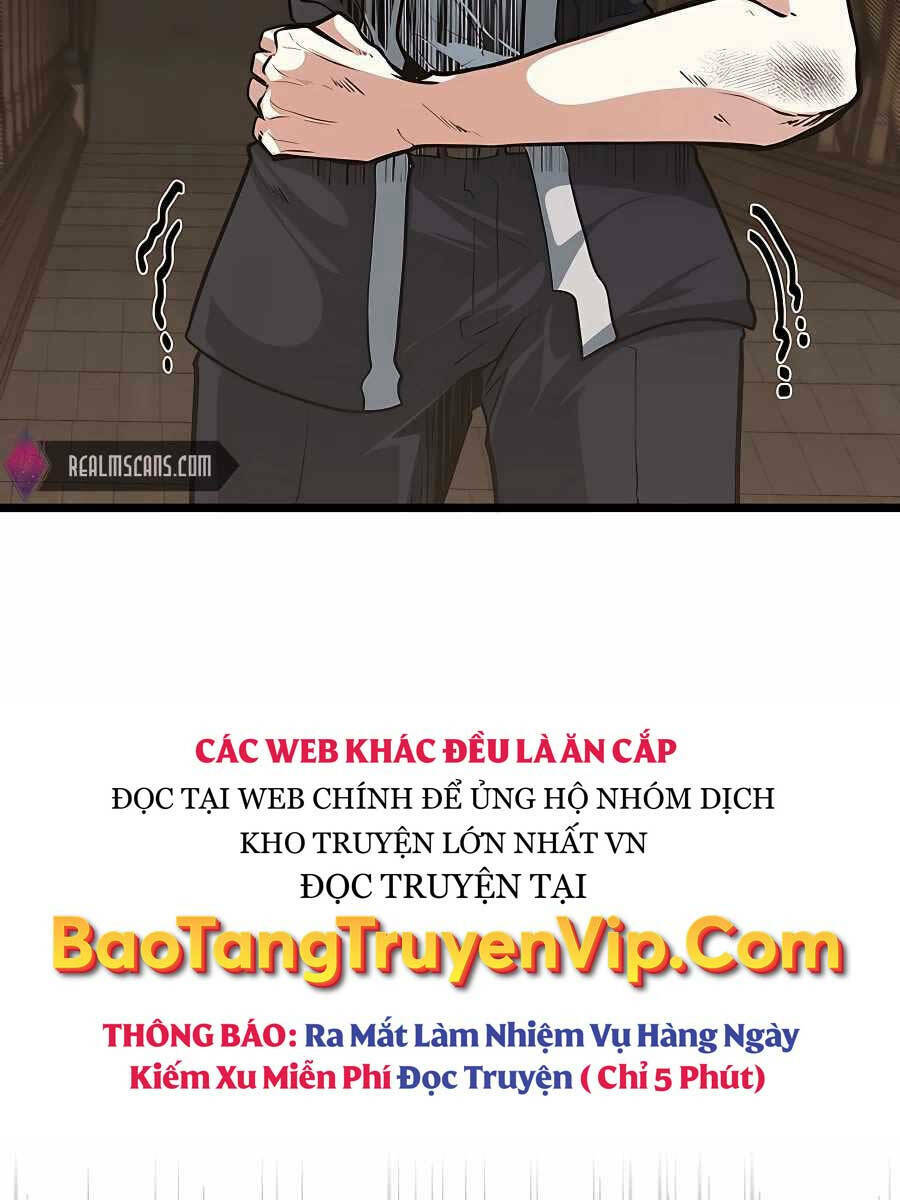 REALMSCANS.COM
CÁC WEB KHÁC ĐỀU LÀ ĂN CẮP
ĐỌC TẠI WEB CHÍNH ĐỂ ỦNG HỘ NHÓM DỊCH
KHO TRUYỆN LỚN NHẤT VN
ĐỌC TRUYỆN TẠI
BaoTangTruyenVip.Com
THÔNG BÁO: Ra Mắt Làm Nhiệm Vụ Hàng Ngày
Kiếm Xu Miễn Phí Đọc Truyện ( Chỉ 5 Phút)